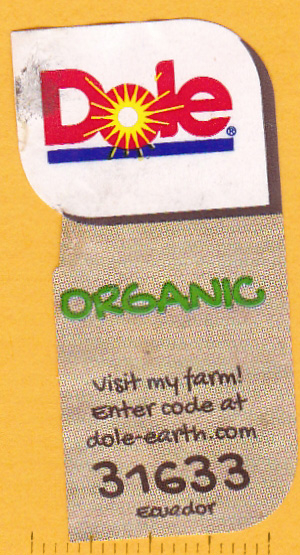 Dole®
ORGANIC
visit my farm!
Enter code at
dole-earth.com
31633
Ecuador